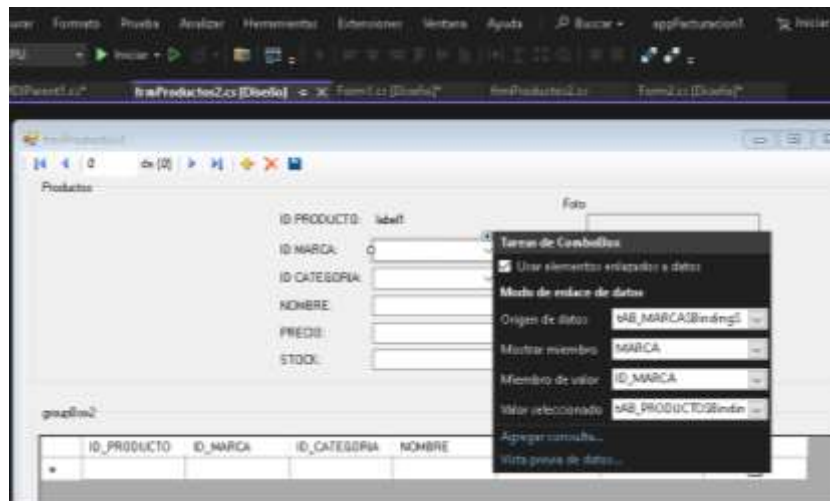 Formato Prueba Analizar Herramientas Extensiones Ventana Ayuda Buscar appFacturacion1 Iniciar
Iniciar
frmProductos2.cs [Diseño] Form1.cs [Diseño]* frmProductos2.cs Form2.cs [Diseño]*
frmProductos2
0 de {0}
Productos
Foto
ID PRODUCTO: label1
ID MARCA:
ID CATEGORIA:
NOMBRE:
PRECIO:
STOCK:
Tareas de ComboBox
Usar elementos enlazados a datos
Modo de enlace de datos
Origen de datos tAB_MARCASBindingS
Mostrar miembro MARCA
Miembro de valor ID_MARCA
Valor seleccionado tAB_PRODUCTOSBindin
Agregar consulta...
Vista previa de datos...
groupBox2
ID_PRODUCTO ID_MARCA ID_CATEGORIA NOMBRE